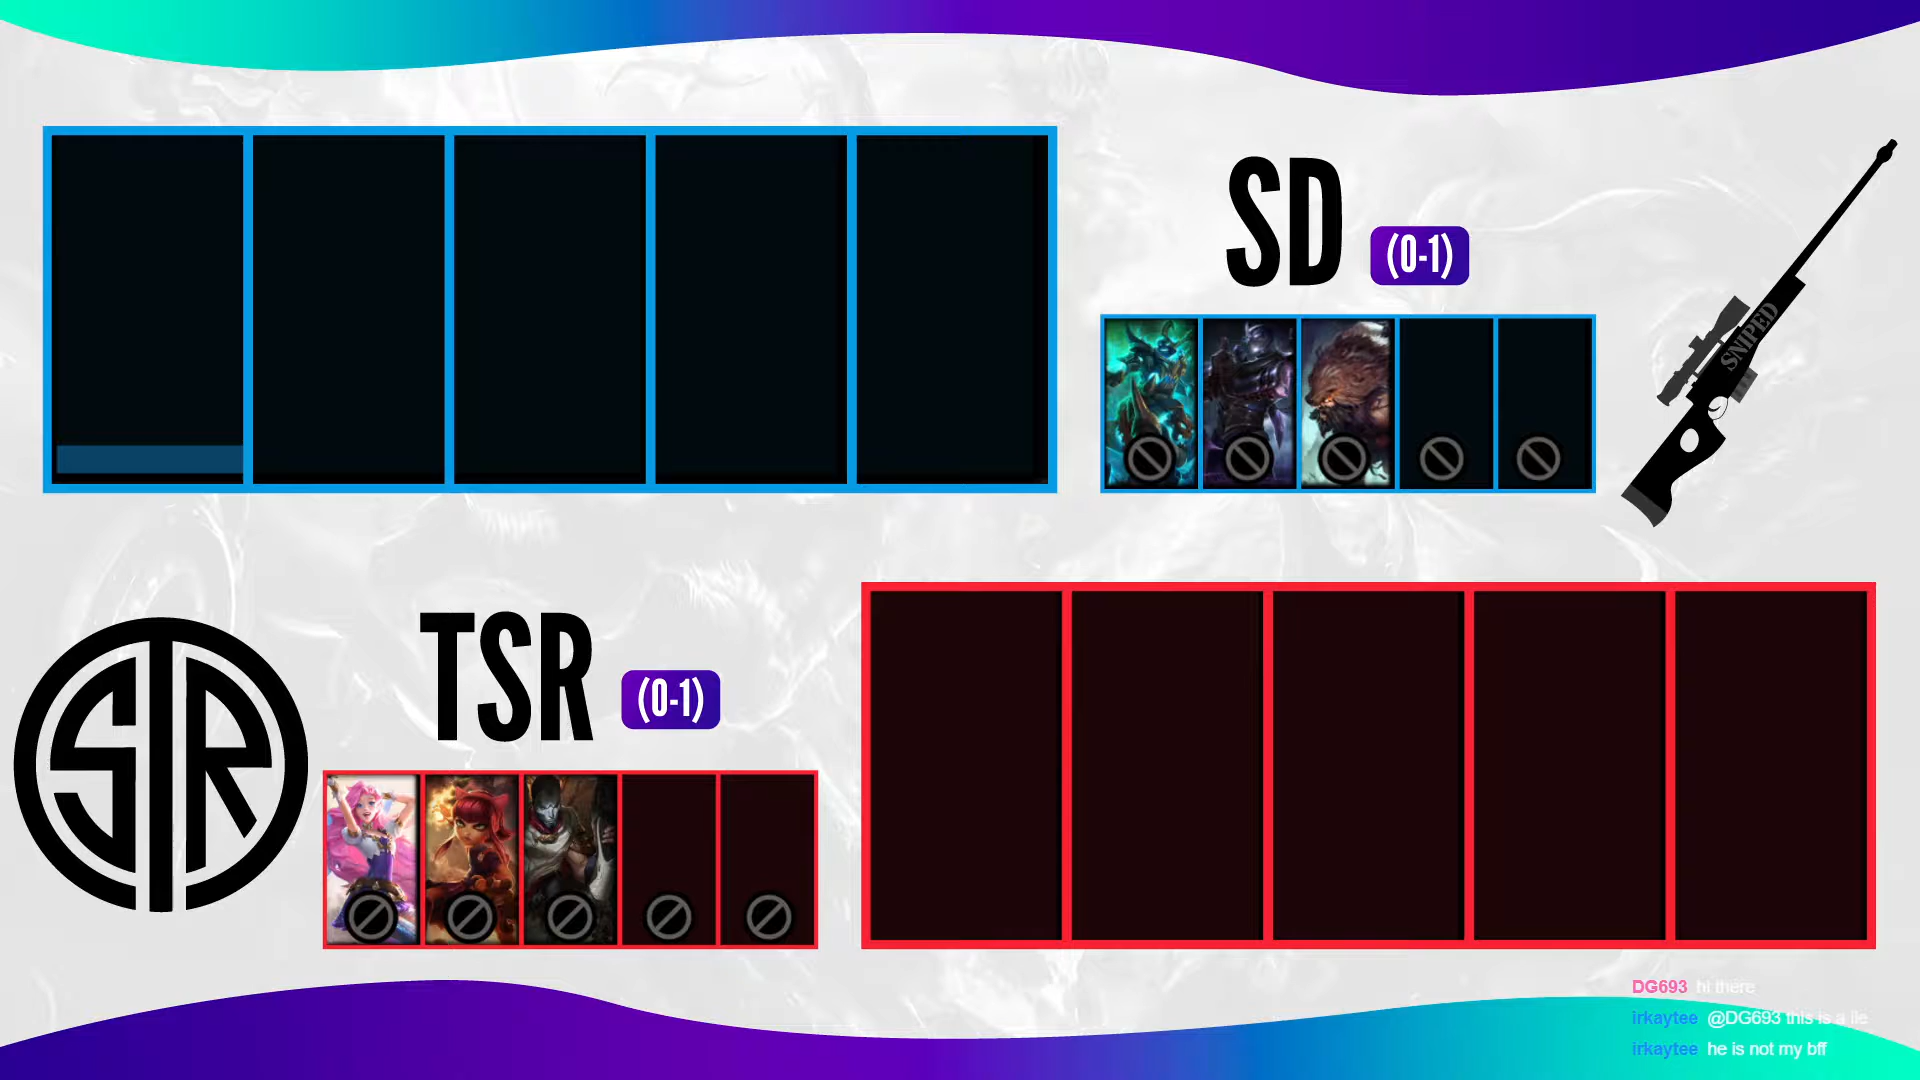 SD
(0-1)
SNIPED
TSR
(0-1)
DG693 hi there
irkaytee @DG693 this is a lie
irkaytee he is not my bff